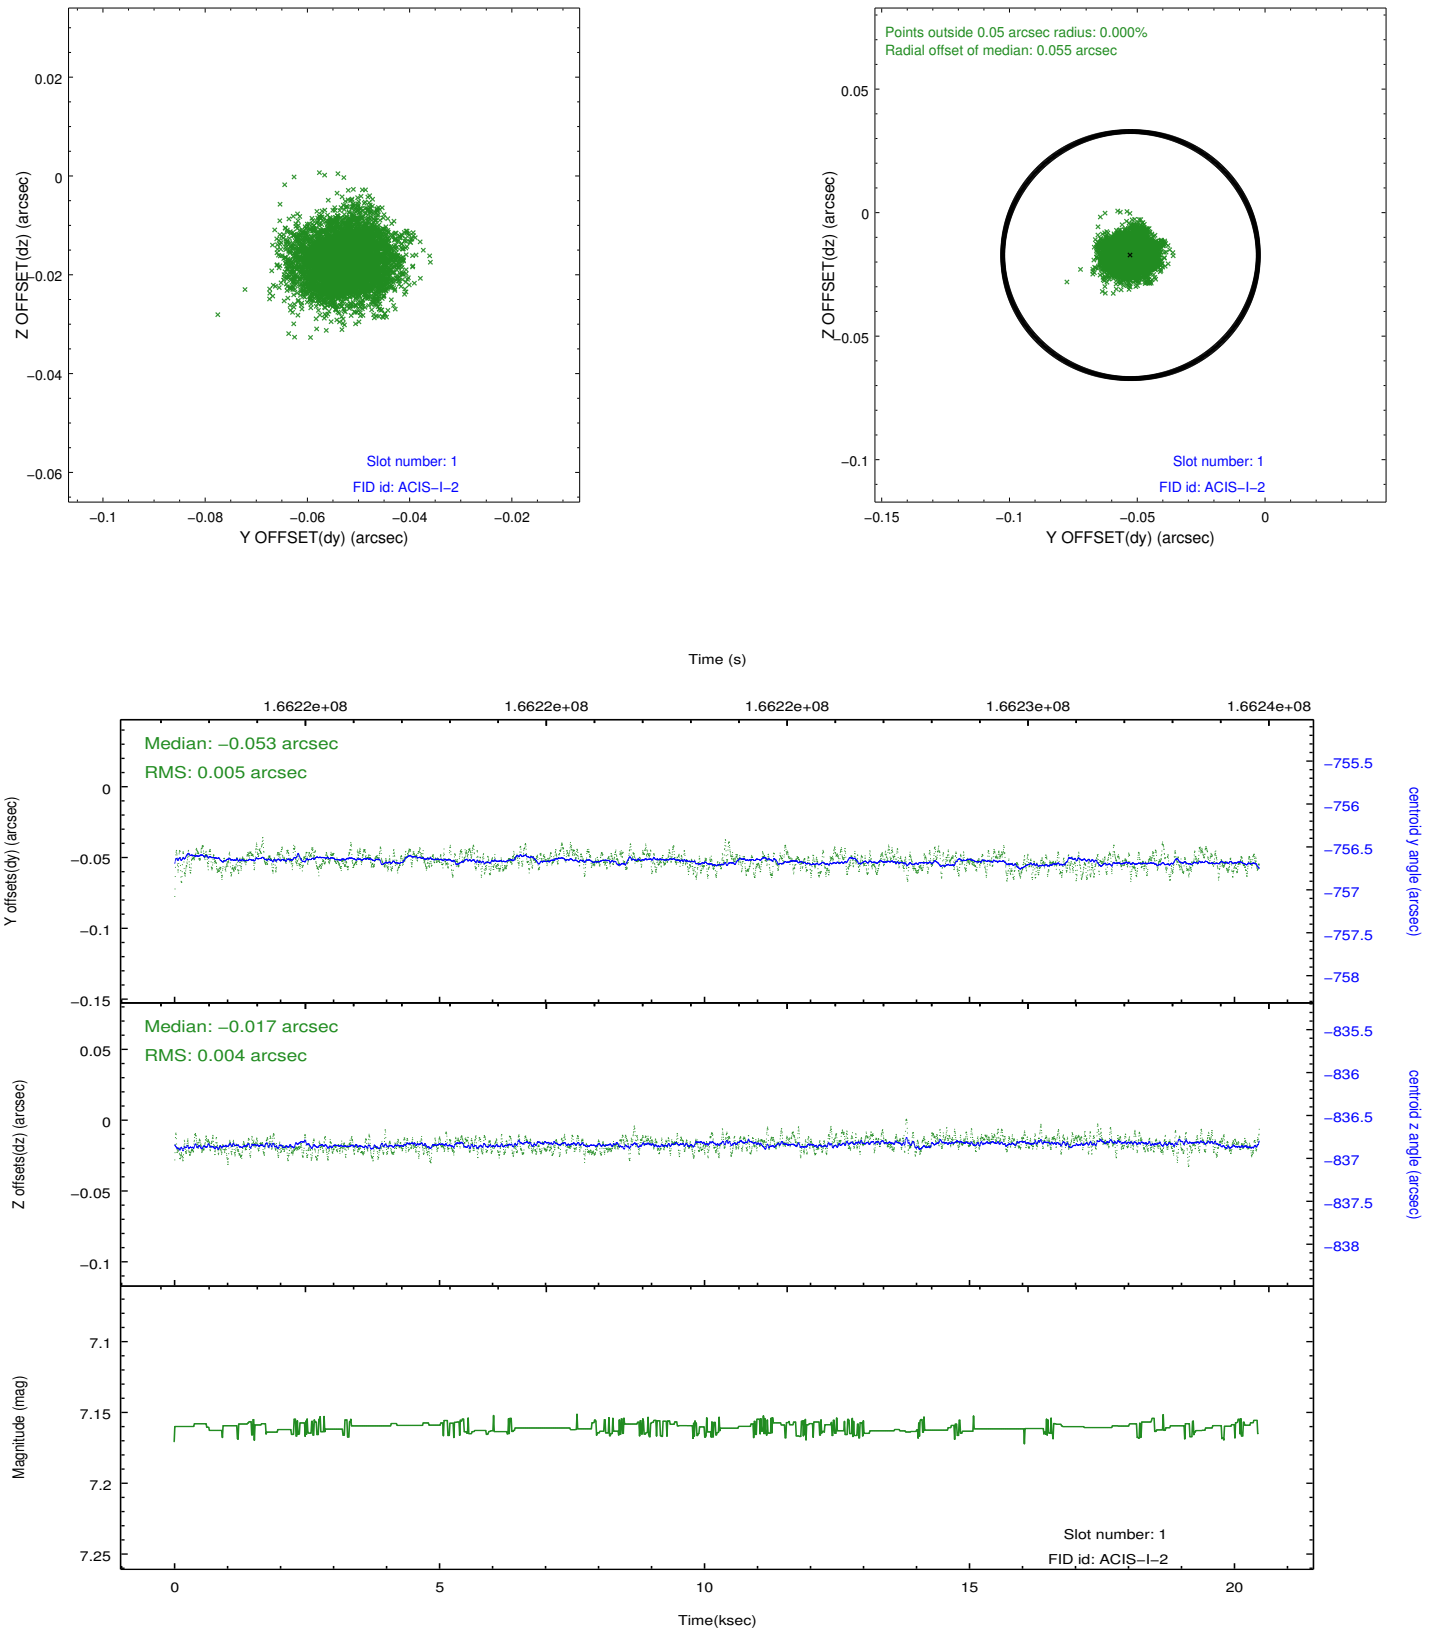 0.02
0
−0.02
−0.04
−0.06
Z OFFSET(dz) (arcsec)
Slot number: 1
FID id: ACIS−I−2
−0.1
−0.08
−0.06
−0.04
−0.02
Y OFFSET(dy) (arcsec)
Points outside 0.05 arcsec radius: 0.000%
Radial offset of median: 0.055 arcsec
0.05
0
−0.05
−0.1
Z OFFSET(dz) (arcsec)
Slot number: 1
FID id: ACIS−I−2
−0.15
−0.1
−0.05
0
Y OFFSET(dy) (arcsec)
Time (s)
1.6622e+08
1.6622e+08
1.6622e+08
1.6623e+08
1.6624e+08
Median: −0.053 arcsec
RMS: 0.005 arcsec
0
−0.05
−0.1
−0.15
Y offsets(dy) (arcsec)
−755.5
−756
−756.5
−757
−757.5
−758
centroid y angle (arcsec)
Median: −0.017 arcsec
RMS: 0.004 arcsec
0.05
0
−0.05
−0.1
Z offsets(dz) (arcsec)
−835.5
−836
−836.5
−837
−837.5
−838
centroid z angle (arcsec)
7.1
7.15
7.2
7.25
Magnitude (mag)
Slot number: 1
FID id: ACIS−I−2
0
5
10
15
20
Time(ksec)